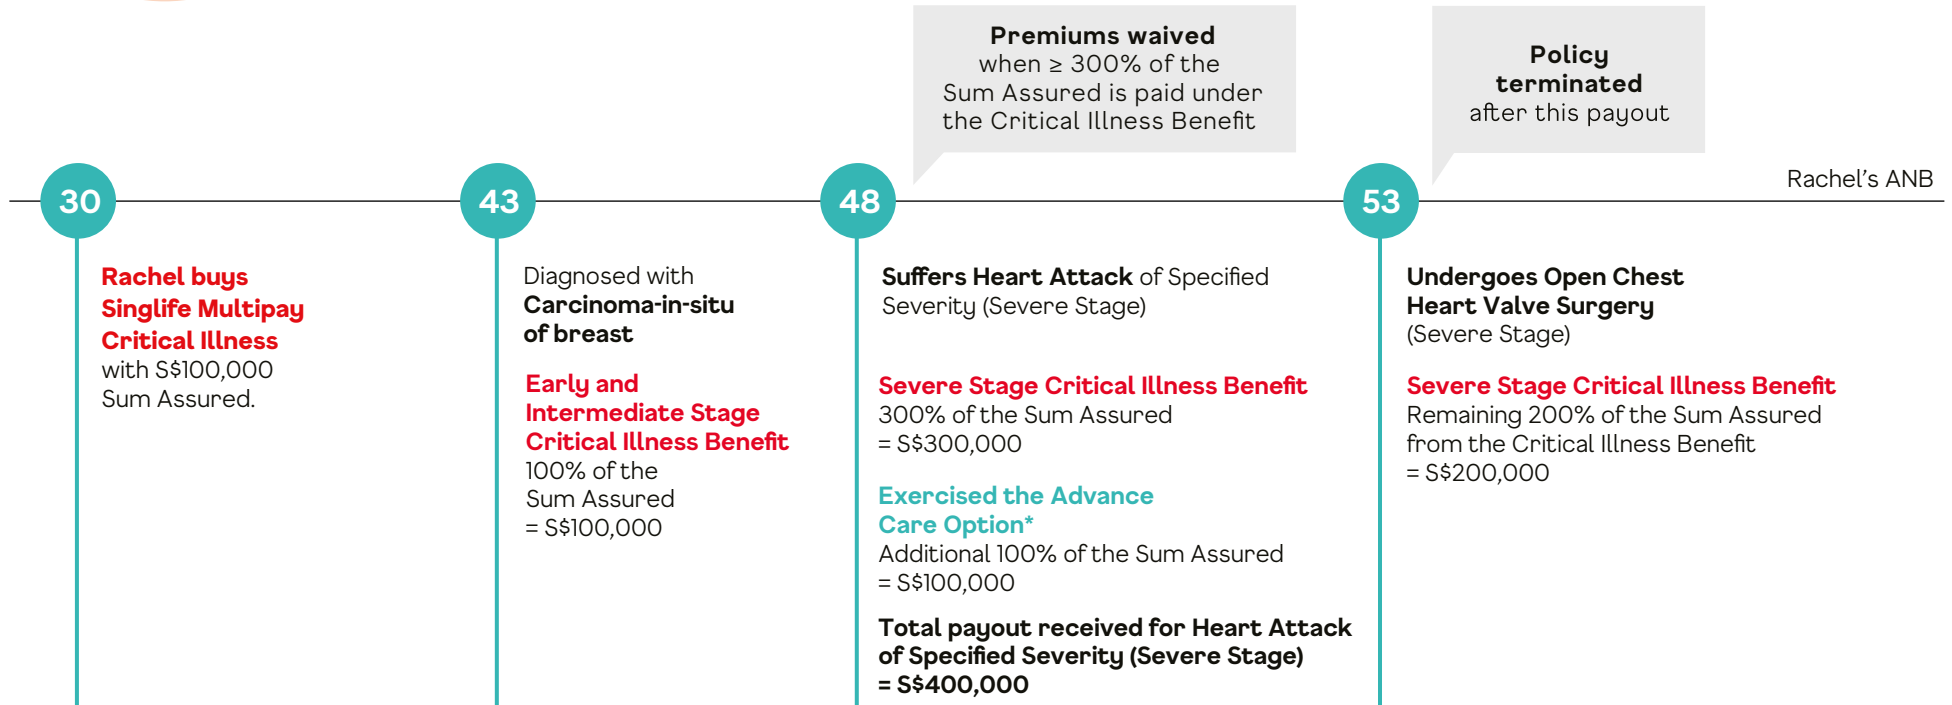 Premiums waived
when ≥ 300% of the
Sum Assured is paid under
the Critical Illness Benefit
Policy
terminated
after this payout
Rachel's ANB
30
43
48
53
Rachel buys
Singlife Multipay
Critical Illness
with S$100,000
Sum Assured.
Diagnosed with
Carcinoma-in-situ
of breast
Early and
Intermediate Stage
Critical Illness Benefit
100% of the
Sum Assured
= S$100,000
Suffers Heart Attack of Specified
Severity (Severe Stage)
Severe Stage Critical Illness Benefit
300% of the Sum Assured
= S$300,000
Exercised the Advance
Care Option*
Additional 100% of the Sum Assured
= S$100,000
Total payout received for Heart Attack
of Specified Severity (Severe Stage)
= S$400,000
Undergoes Open Chest
Heart Valve Surgery
(Severe Stage)
Severe Stage Critical Illness Benefit
Remaining 200% of the Sum Assured
from the Critical Illness Benefit
= S$200,000